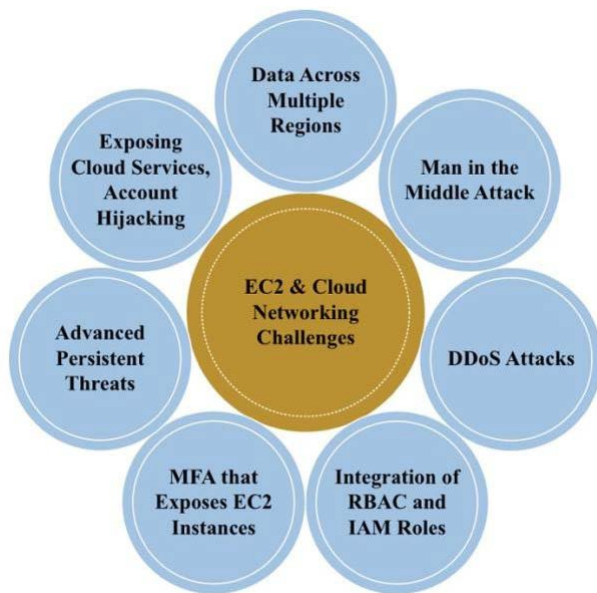 Data Across
Multiple
Regions
Man in the
Middle Attack
DDoS Attacks
Integration of
RBAC and
IAM Roles
MFA that
Exposes EC2
Instances
Advanced
Persistent
Threats
Exposing
Cloud Services,
Account
Hijacking
EC2 & Cloud
Networking
Challenges